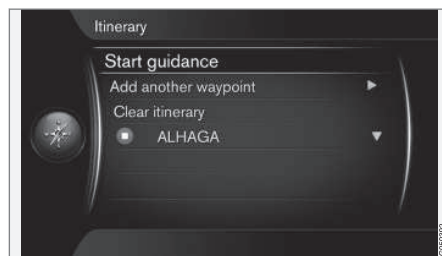 Itinerary
Start guidance
Add another waypoint
Clear itinerary
ALHAGA